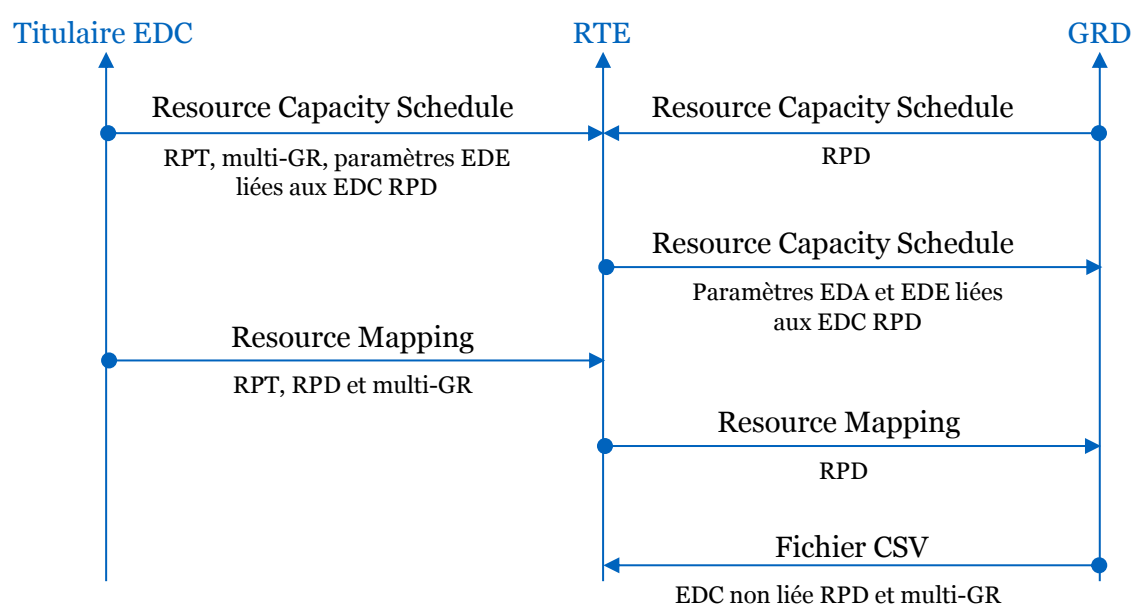 Titulaire EDC
RTE
GRD
Resource Capacity Schedule
RPT, multi-GR, paramètres EDE
liées aux EDC RPD
Resource Capacity Schedule
RPD
Resource Capacity Schedule
Paramètres EDA et EDE liées
aux EDC RPD
Resource Mapping
RPT, RPD et multi-GR
Resource Mapping
RPD
Fichier CSV
EDC non liée RPD et multi-GR